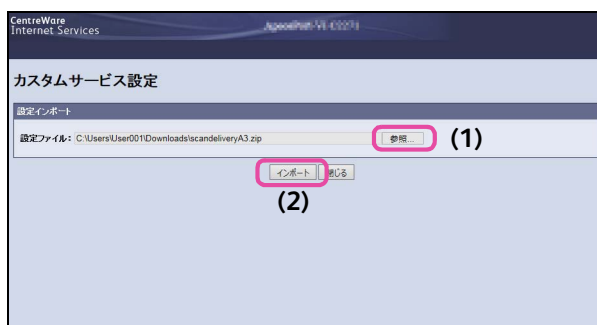 CentreWare
Internet Services
カスタムサービス設定
設定インポート
設定ファイル: C:\Users\User001\Downloads\scandeliveryA3.zip 参照... (1)
インポート 閉じる
(2)